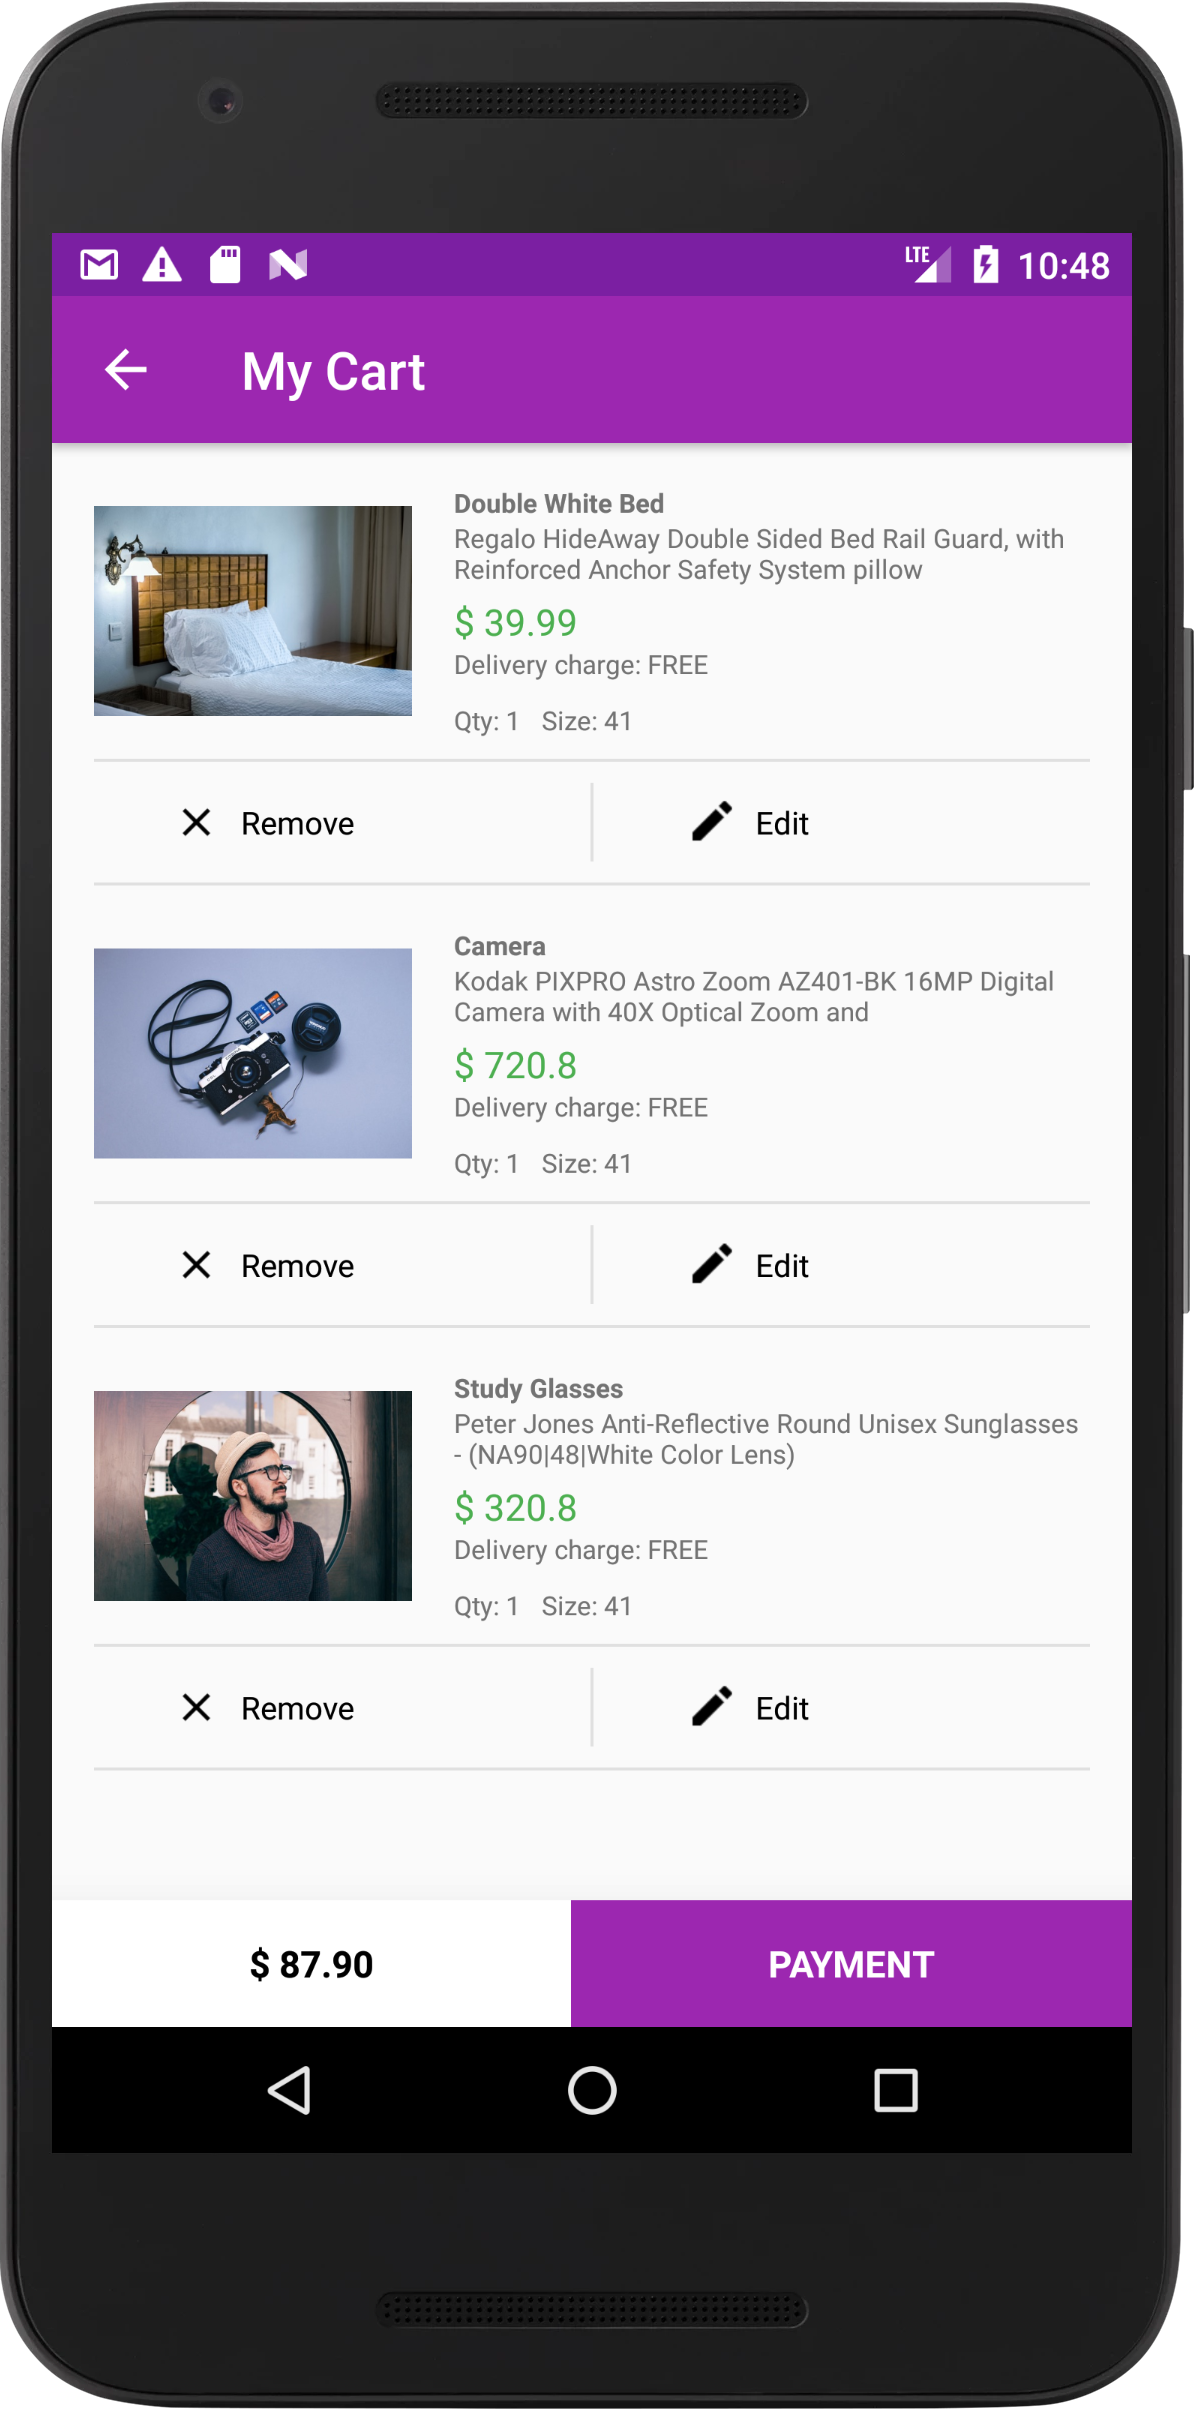 LTE 10:48
My Cart
Double White Bed
Regalo HideAway Double Sided Bed Rail Guard, with
Reinforced Anchor Safety System pillow
$ 39.99
Delivery charge: FREE
Qty: 1 Size: 41
Remove Edit
Camera
Kodak PIXPRO Astro Zoom AZ401-BK 16MP Digital
Camera with 40X Optical Zoom and
$ 720.8
Delivery charge: FREE
Qty: 1 Size: 41
Remove Edit
Study Glasses
Peter Jones Anti-Reflective Round Unisex Sunglasses
- (NA90|48|White Color Lens)
$ 320.8
Delivery charge: FREE
Qty: 1 Size: 41
Remove Edit
$ 87.90 PAYMENT